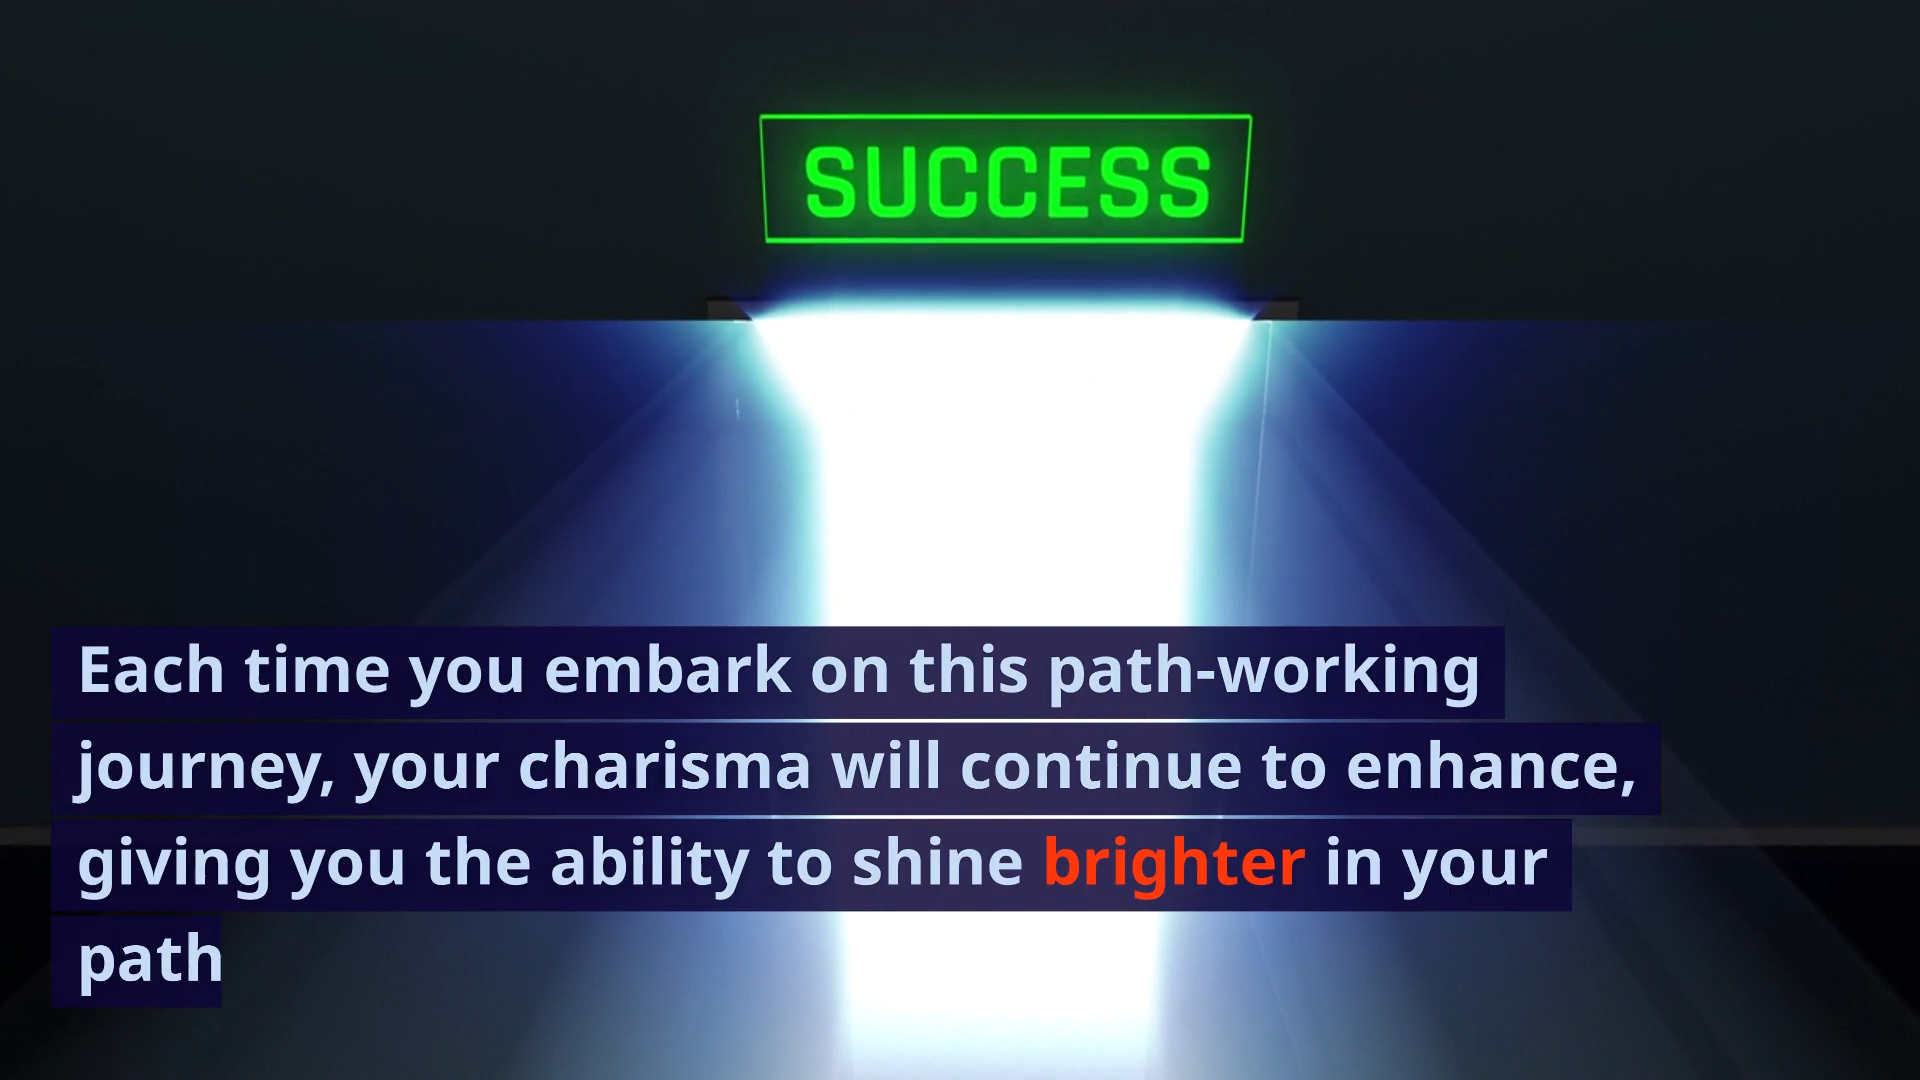 SUCCESS
Each time you embark on this path-working
journey, your charisma will continue to enhance,
giving you the ability to shine brighter in your
path